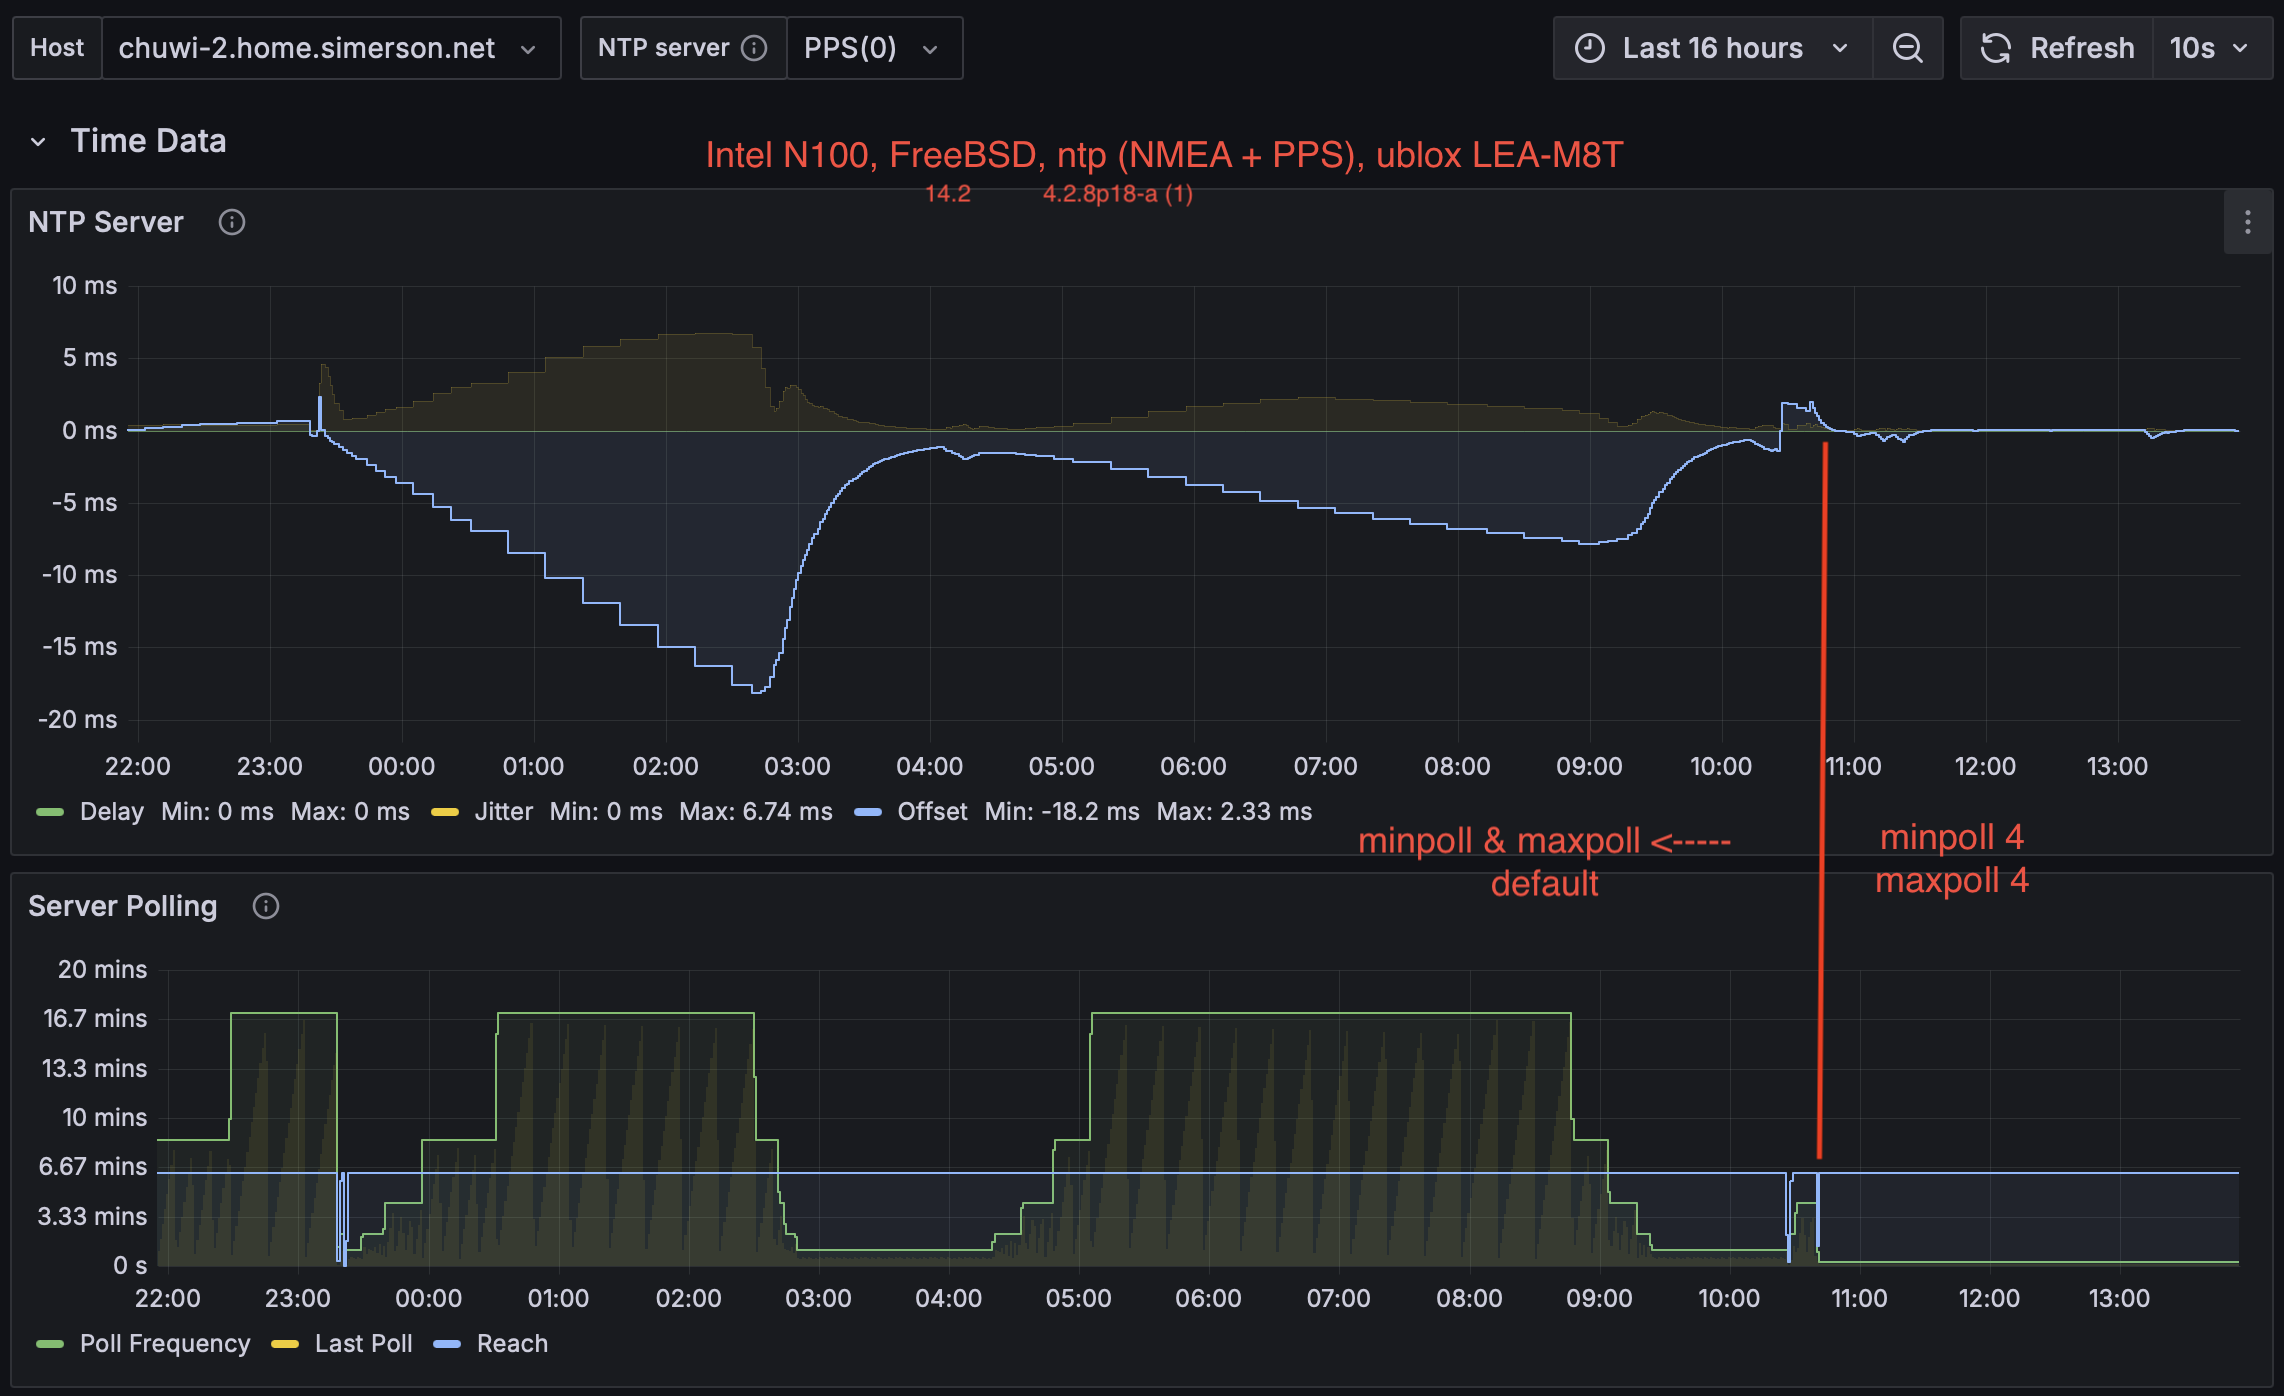 Host chuwi-2.home.simerson.net NTP server PPS(0) Last 16 hours Refresh 10s
Time Data
Intel N100, FreeBSD, ntp (NMEA + PPS), ublox LEA-M8T
14.2 4.2.8p18-a (1)
NTP Server
10 ms
5 ms
0 ms
-5 ms
-10 ms
-15 ms
-20 ms
22:00 23:00 00:00 01:00 02:00 03:00 04:00 05:00 06:00 07:00 08:00 09:00 10:00 11:00 12:00 13:00
Delay Min: 0 ms Max: 0 ms Jitter Min: 0 ms Max: 6.74 ms Offset Min: -18.2 ms Max: 2.33 ms
minpoll & maxpoll <-----
default
minpoll 4
maxpoll 4
Server Polling
20 mins
16.7 mins
13.3 mins
10 mins
6.67 mins
3.33 mins
0 s
22:00 23:00 00:00 01:00 02:00 03:00 04:00 05:00 06:00 07:00 08:00 09:00 10:00 11:00 12:00 13:00
Poll Frequency Last Poll Reach